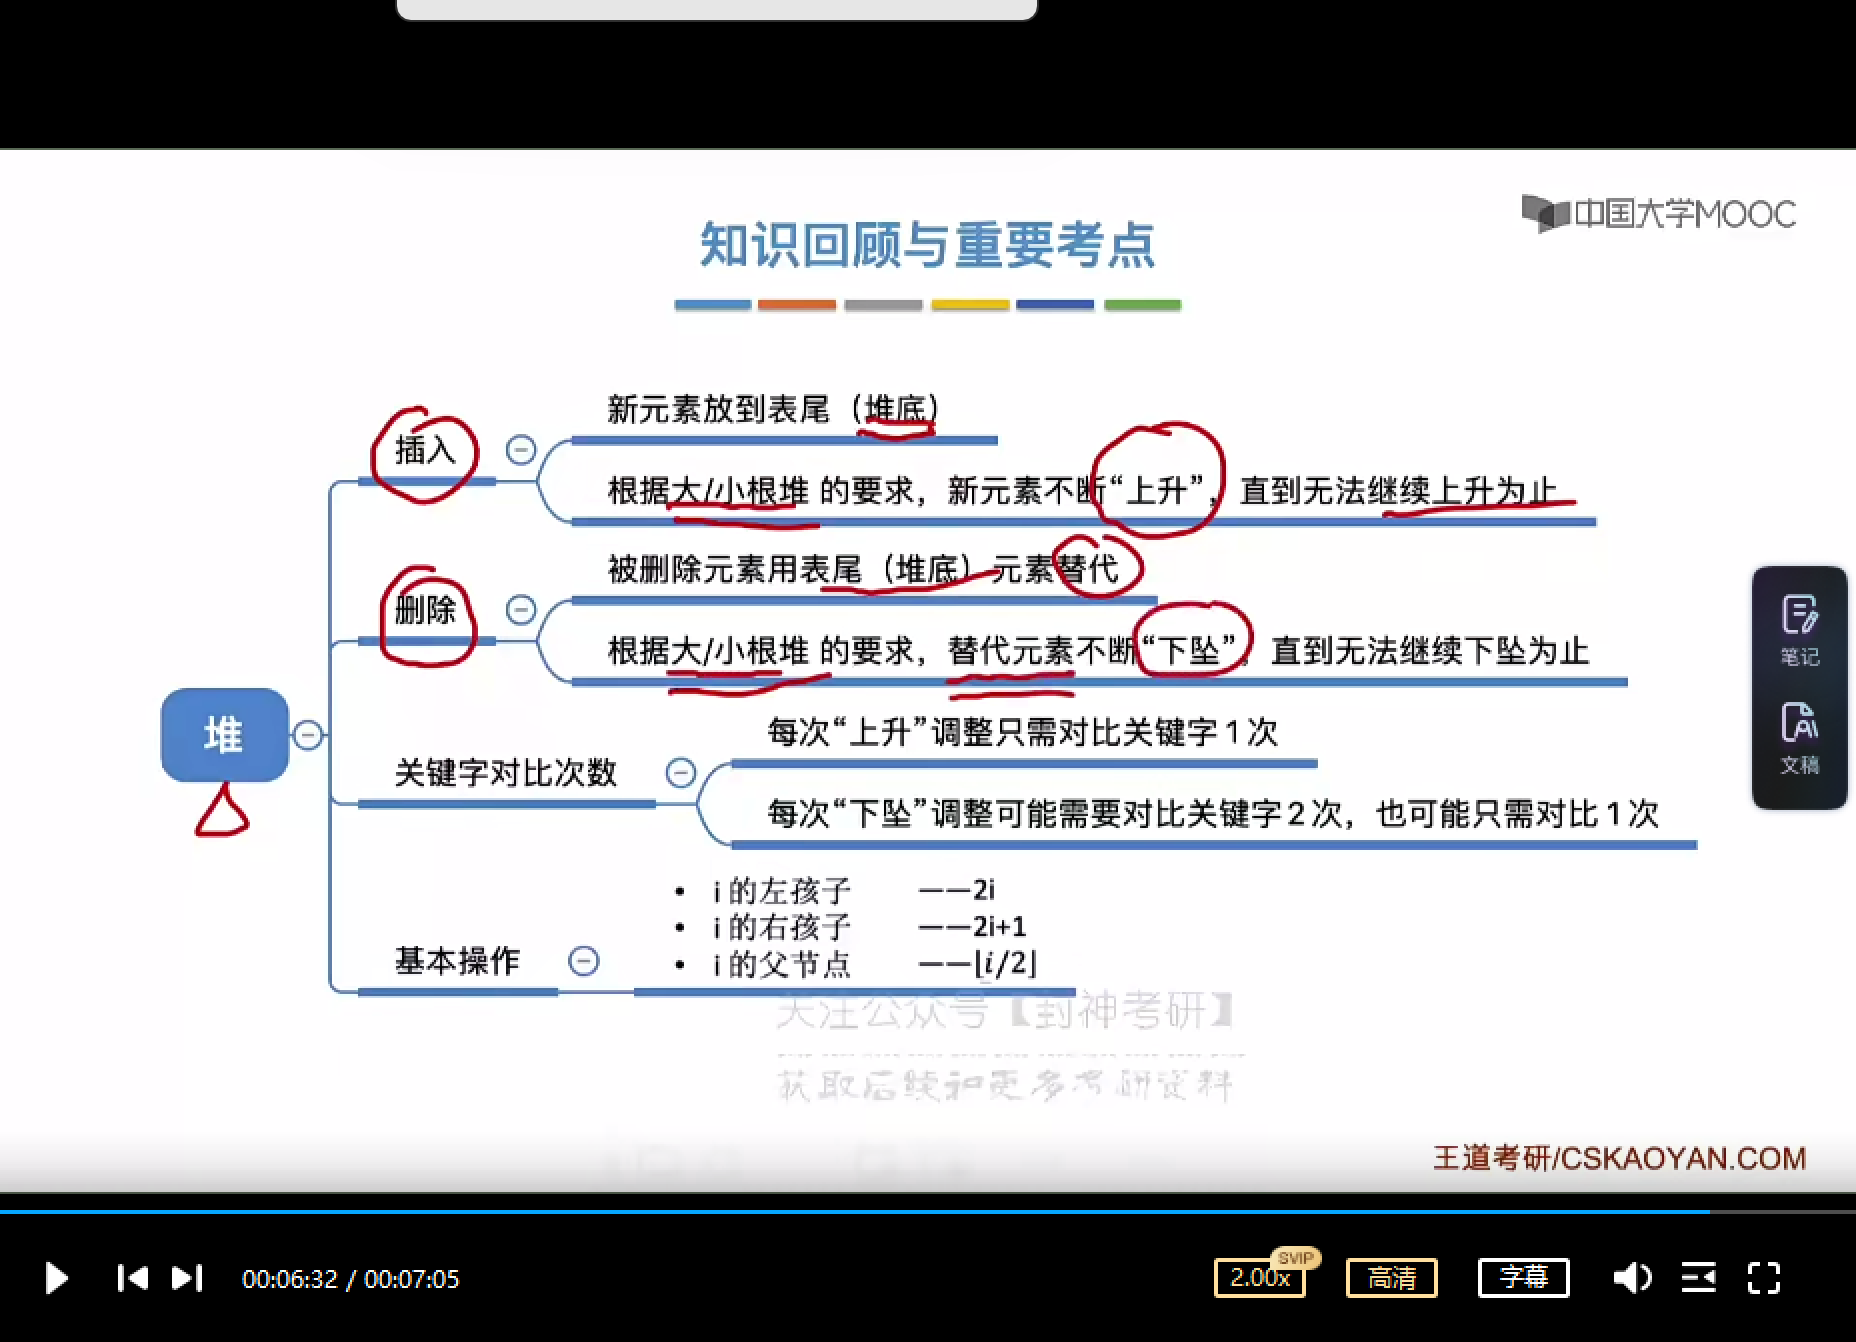 中国大学MOOC
知识回顾与重要考点
新元素放到表尾（堆底）
插入
根据大/小根堆 的要求，新元素不断“上升”，直到无法继续上升为止
被删除元素用表尾（堆底）元素替代
删除
根据大/小根堆 的要求，替代元素不断“下坠”，直到无法继续下坠为止
堆
每次“上升”调整只需对比关键字1次
关键字对比次数
每次“下坠”调整可能需要对比关键字2次，也可能只需对比1次
• i 的左孩子 ——2i
• i 的右孩子 ——2i+1
基本操作
• i 的父节点 ——⌊i/2⌋
关注公众号【封神考研】
获取后续和更多考研资料
王道考研/CSKAOYAN.COM
笔记
文稿
00:06:32 / 00:07:05
2.00x
SVIP
高清
字幕